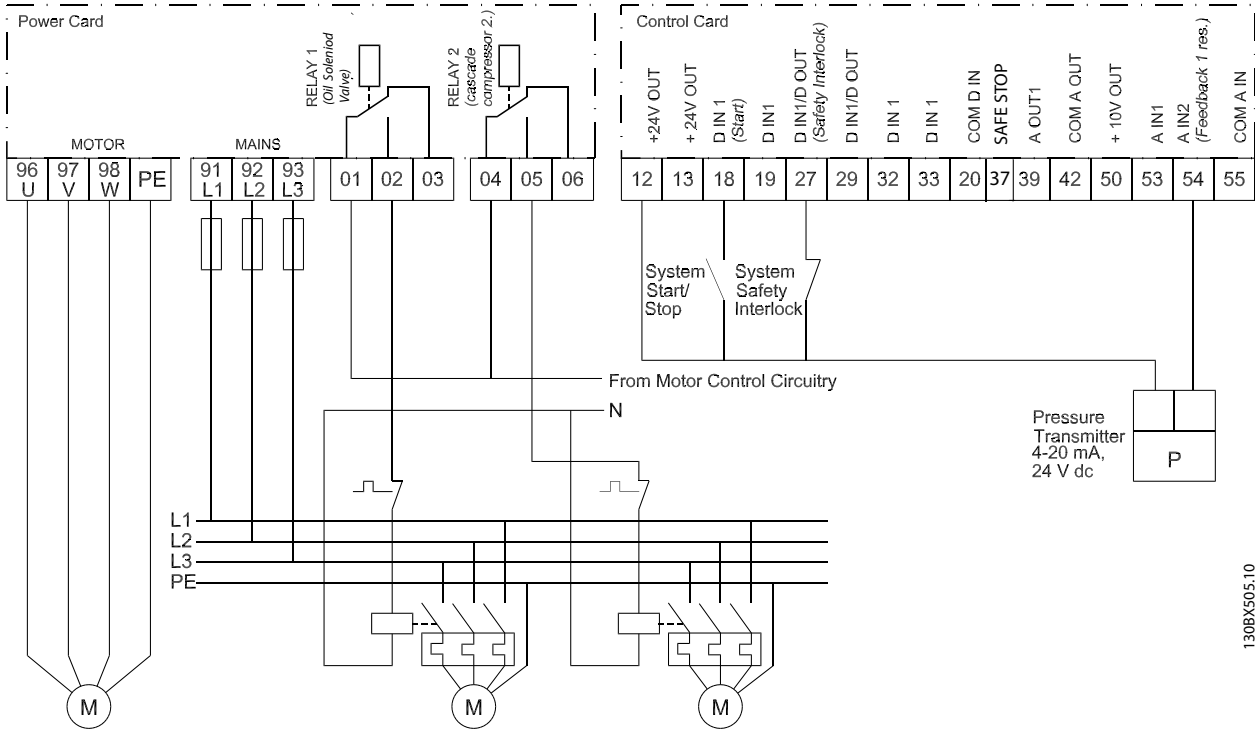 Power Card
Control Card
RELAY 1
(Oil Soleniod
Valve)
RELAY 2
(cascade
compressor 2.)
+24V OUT
+ 24V OUT
D IN 1
(Start)
D IN1
D IN1/D OUT
(Safety Interlock)
D IN1/D OUT
D IN 1
D IN 1
COM D IN
SAFE STOP
A OUT1
COM A OUT
+ 10V OUT
A IN1
A IN2
(Feedback 1 res.)
COM A IN
MOTOR
MAINS
96 97 98 PE
U V W
91 92 93
L1 L2 L3
01 02 03
04 05 06
12 13 18 19 27 29 32 33 20 37 39 42 50 53 54 55
System
Start/
Stop
System
Safety
Interlock
From Motor Control Circuitry
N
Pressure
Transmitter
4-20 mA,
24 V dc
P
L1
L2
L3
PE
M
M
M
130BX505.10